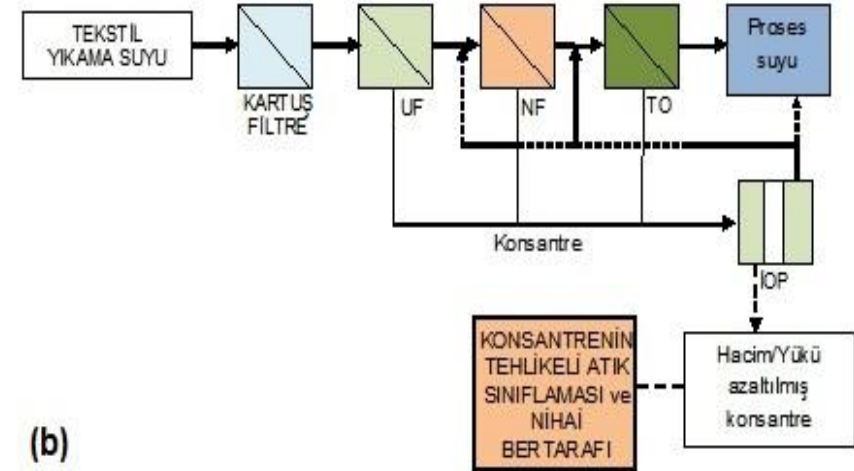 TEKSTİL
YIKAMA SUYU
KARTUŞ
FİLTRE
UF
NF
TO
Proses
suyu
Konsantre
İOP
KONSANTRENİN
TEHLİKELİ ATIK
SINIFLAMASI ve
NİHAİ
BERTARAFI
Hacim/Yükü
azaltılmış
konsantre
(b)